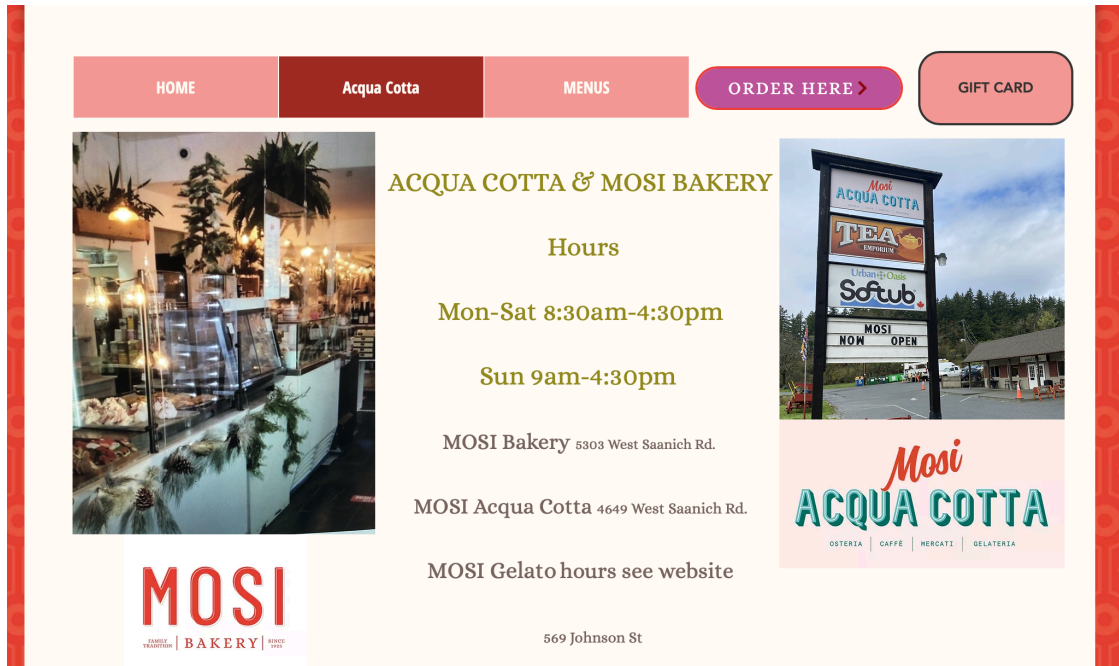 HOME
Acqua Cotta
MENUS
ORDER HERE
GIFT CARD
ACQUA COTTA & MOSI BAKERY
Hours
Mon-Sat 8:30am-4:30pm
Sun 9am-4:30pm
MOSI Bakery 5303 West Saanich Rd.
MOSI Acqua Cotta 4649 West Saanich Rd.
MOSI Gelato hours see website
569 Johnson St
MOSI
FAMILY
TRADITION
BAKERY
SINCE
1925
Mosi
ACQUA COTTA
TEA
EMPORIUM
Urban Oasis
Softub
MOSI
NOW OPEN
Mosi
ACQUA COTTA
OSTERIA | CAFFÈ | MERCATI | GELATERIA